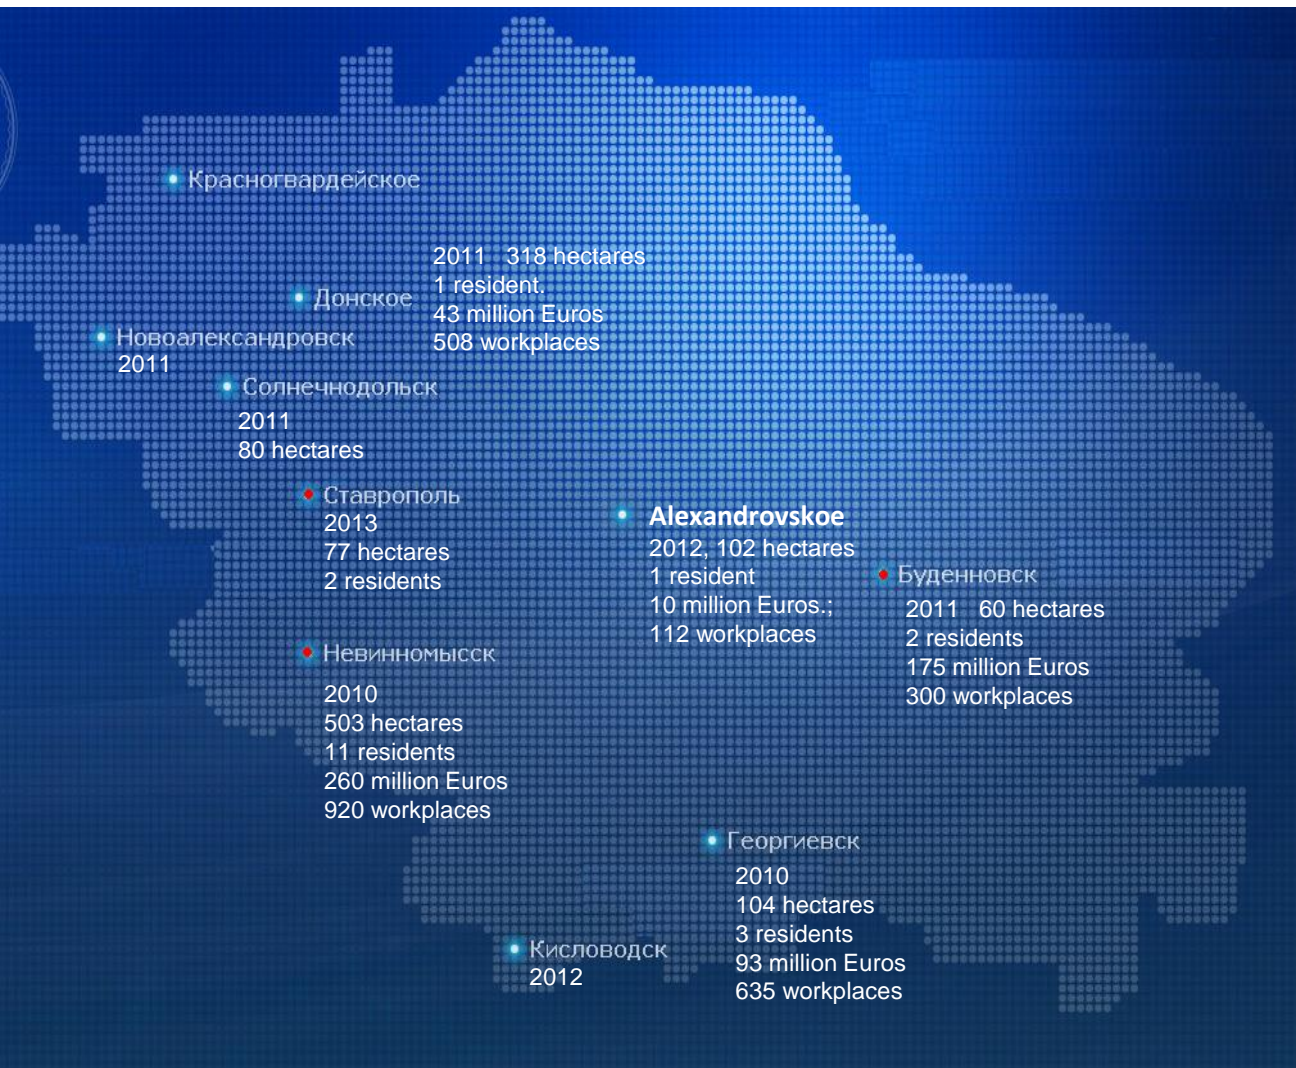 Красногвардейское
2011 318 hectares
1 resident.
43 million Euros
508 workplaces
Донское
Новоалександровск
2011
Солнечнодольск
2011
80 hectares
Ставрополь
2013
77 hectares
2 residents
Alexandrovskoe
2012, 102 hectares
1 resident
10 million Euros.;
112 workplaces
Буденновск
2011 60 hectares
2 residents
175 million Euros
300 workplaces
Невинномысск
2010
503 hectares
11 residents
260 million Euros
920 workplaces
Георгиевск
2010
104 hectares
3 residents
93 million Euros
635 workplaces
Кисловодск
2012